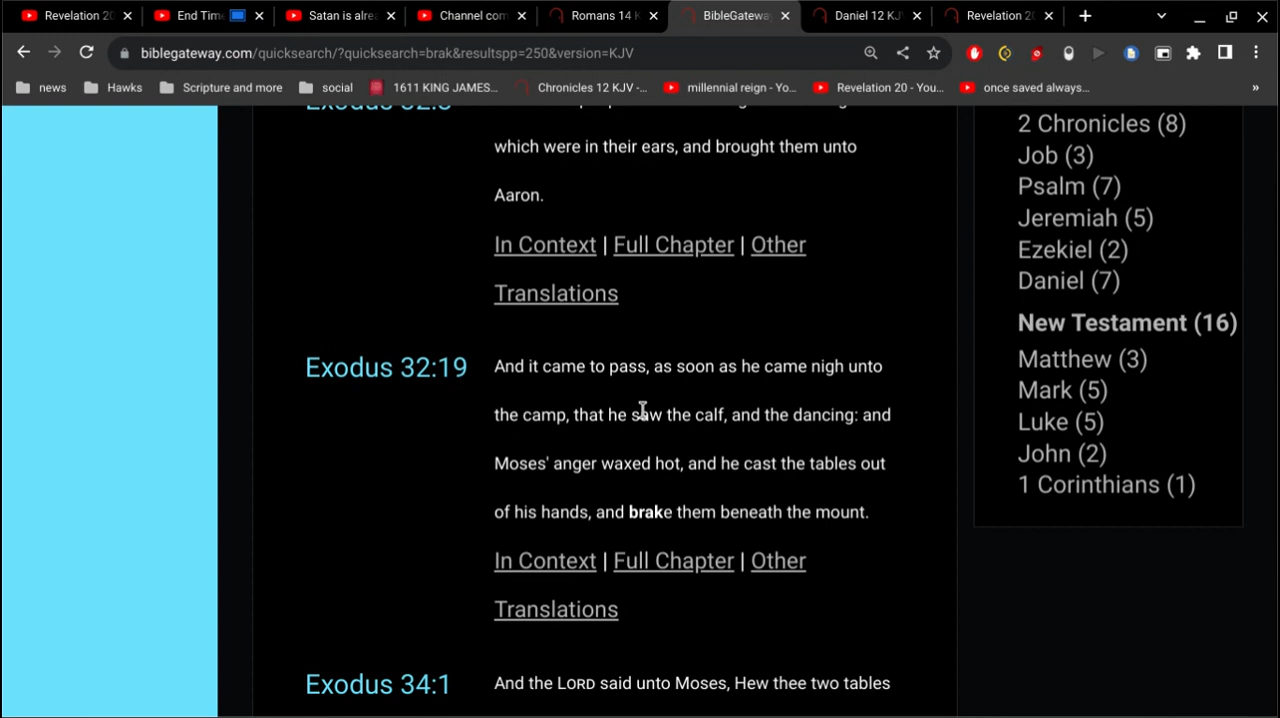 Revelation 20
End Time
Satan is alre
Channel com
Romans 14 K
BibleGateway
Daniel 12 KJ
Revelation 20
biblegateway.com/quicksearch/?quicksearch=brak&resultspp=250&version=KJV
news
Hawks
Scripture and more
social
1611 KING JAMES...
Chronicles 12 KJV -...
millennial reign - Yo...
Revelation 20 - You...
once saved always...
»
which were in their ears, and brought them unto
Aaron.
In Context | Full Chapter | Other
Translations
Exodus 32:19
And it came to pass, as soon as he came nigh unto
the camp, that he saw the calf, and the dancing: and
Moses' anger waxed hot, and he cast the tables out
of his hands, and brake them beneath the mount.
In Context | Full Chapter | Other
Translations
Exodus 34:1
And the LORD said unto Moses, Hew thee two tables
2 Chronicles (8)
Job (3)
Psalm (7)
Jeremiah (5)
Ezekiel (2)
Daniel (7)
New Testament (16)
Matthew (3)
Mark (5)
Luke (5)
John (2)
1 Corinthians (1)